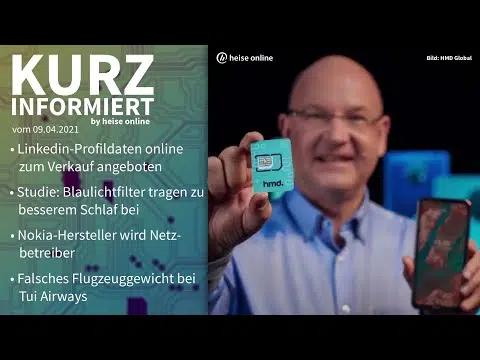 KURZ
INFORMIERT
by heise online
vom 09.04.2021
• Linkedin-Profildaten online
zum Verkauf angeboten
• Studie: Blaulichtfilter tragen zu
besserem Schlaf bei
• Nokia-Hersteller wird Netz-
betreiber
• Falsches Flugzeuggewicht bei
Tui Airways
heise online
Bild: HMD Global
hmd.